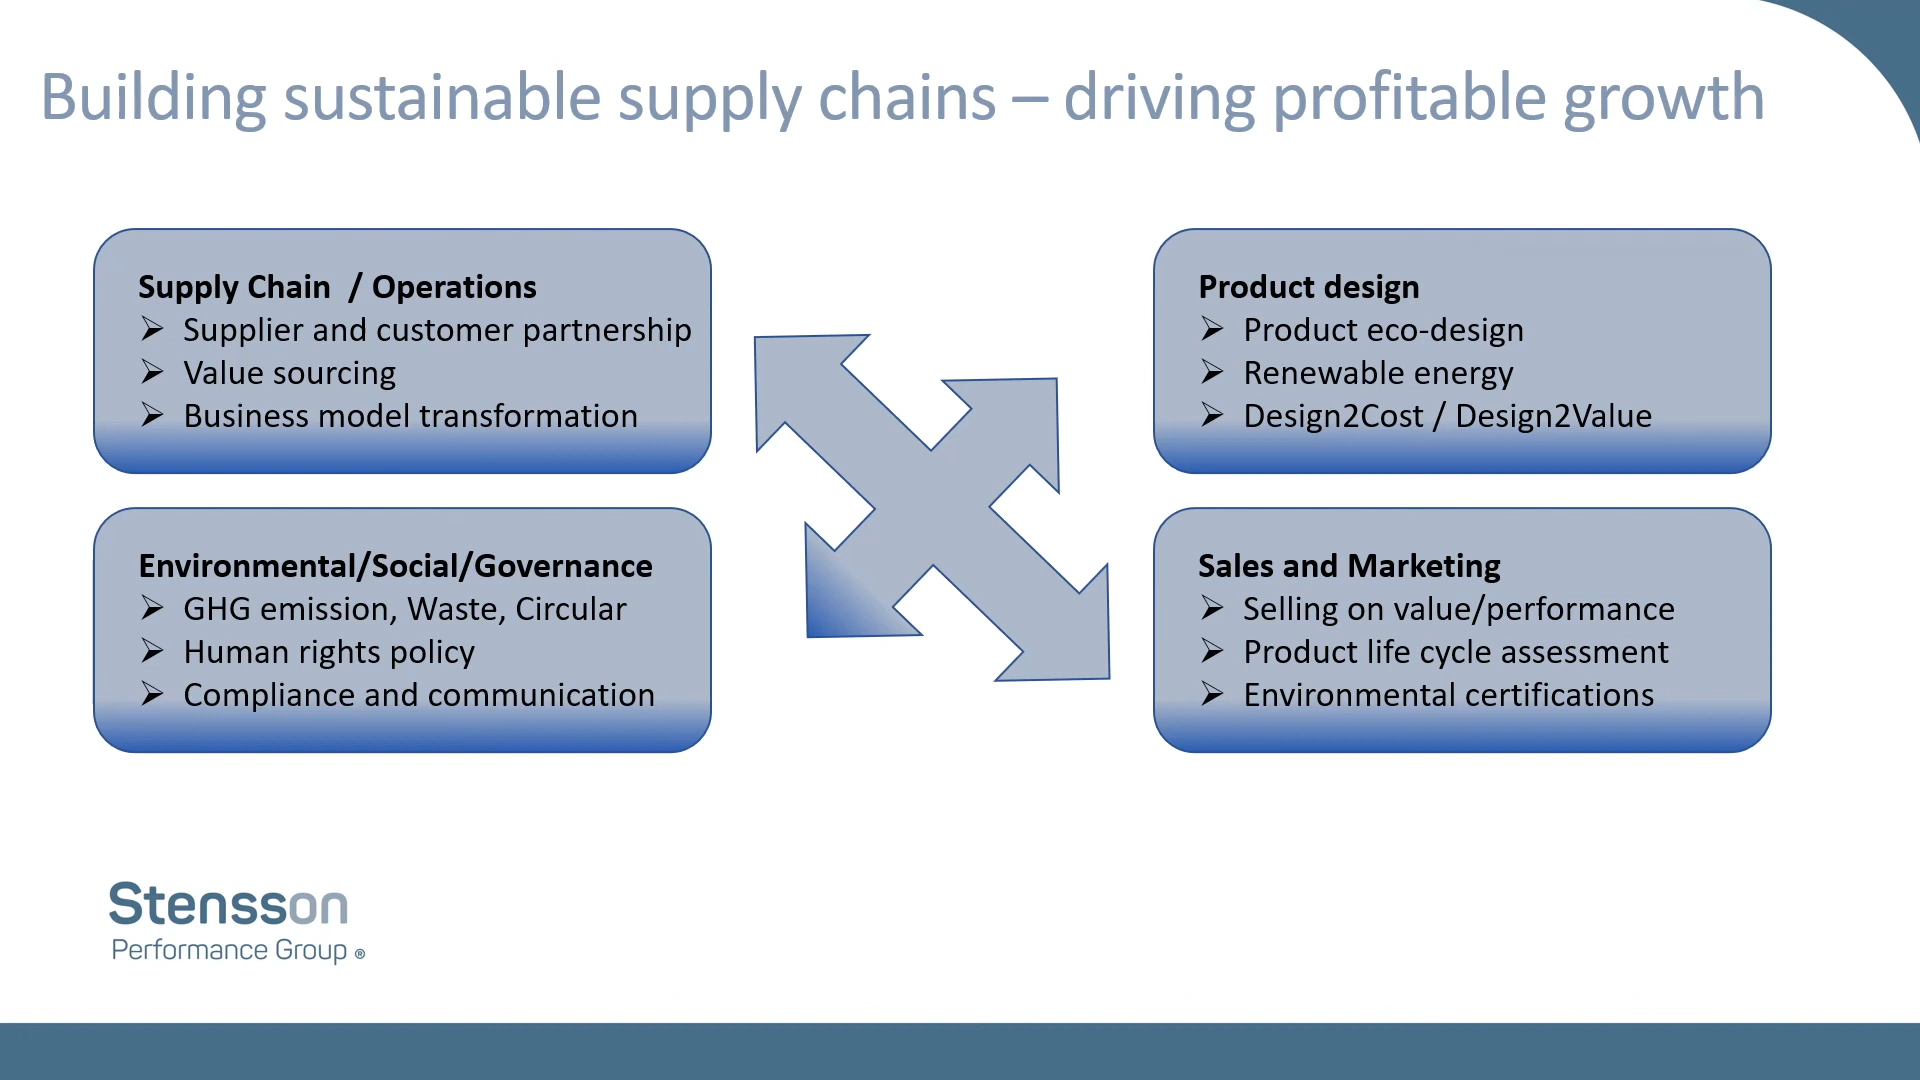 Building sustainable supply chains – driving profitable growth
Supply Chain  / Operations
➢ Supplier and customer partnership
➢ Value sourcing
➢ Business model transformation
Environmental/Social/Governance
➢ GHG emission, Waste, Circular
➢ Human rights policy
➢ Compliance and communication
Product design
➢ Product eco-design
➢ Renewable energy
➢ Design2Cost / Design2Value
Sales and Marketing
➢ Selling on value/performance
➢ Product life cycle assessment
➢ Environmental certifications
Stensson
Performance Group ®